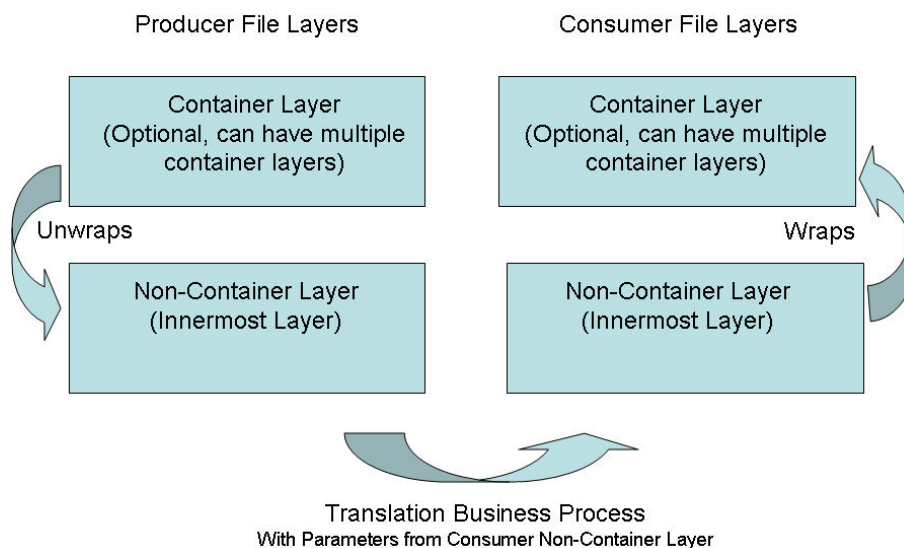 Producer File Layers
Consumer File Layers
Container Layer
(Optional, can have multiple
container layers)
Container Layer
(Optional, can have multiple
container layers)
Unwraps
Wraps
Non-Container Layer
(Innermost Layer)
Non-Container Layer
(Innermost Layer)
Translation Business Process
With Parameters from Consumer Non-Container Layer